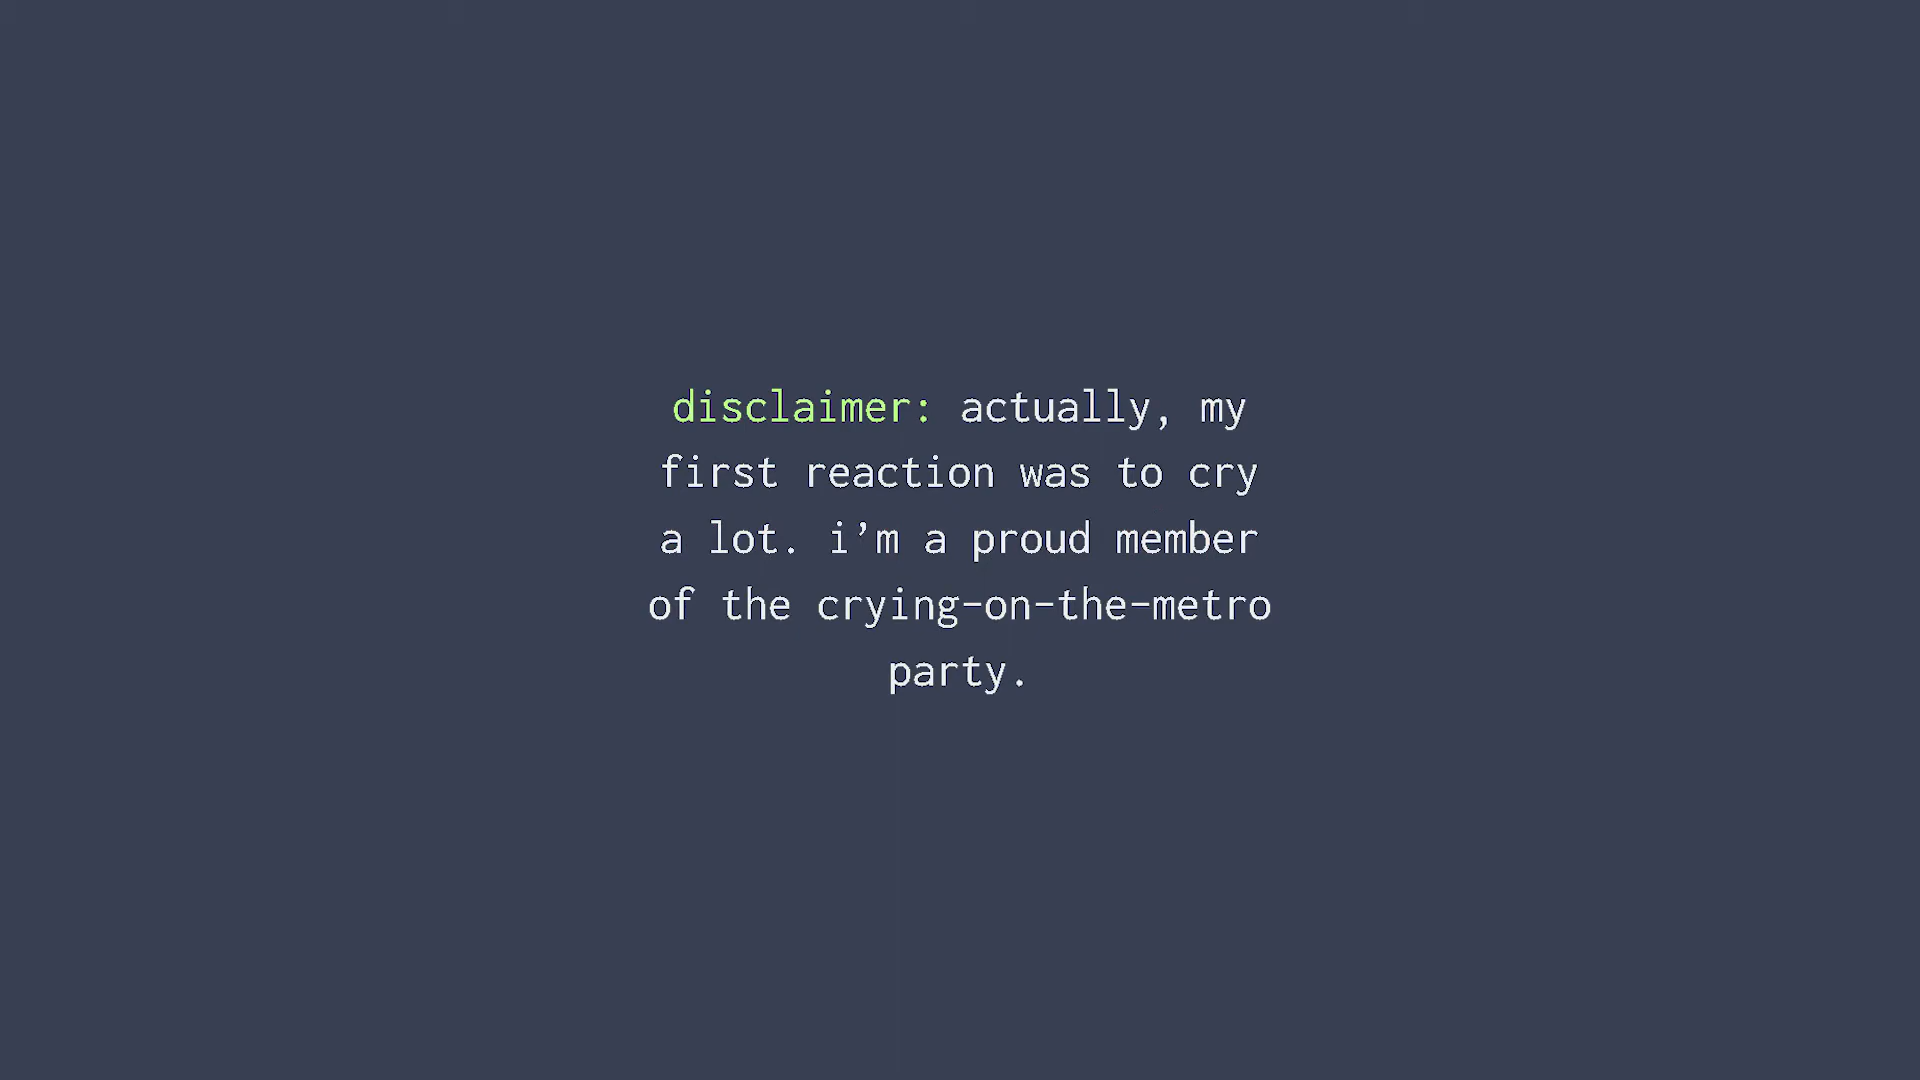 disclaimer: actually, my
first reaction was to cry
a lot. i’m a proud member
of the crying-on-the-metro
party.